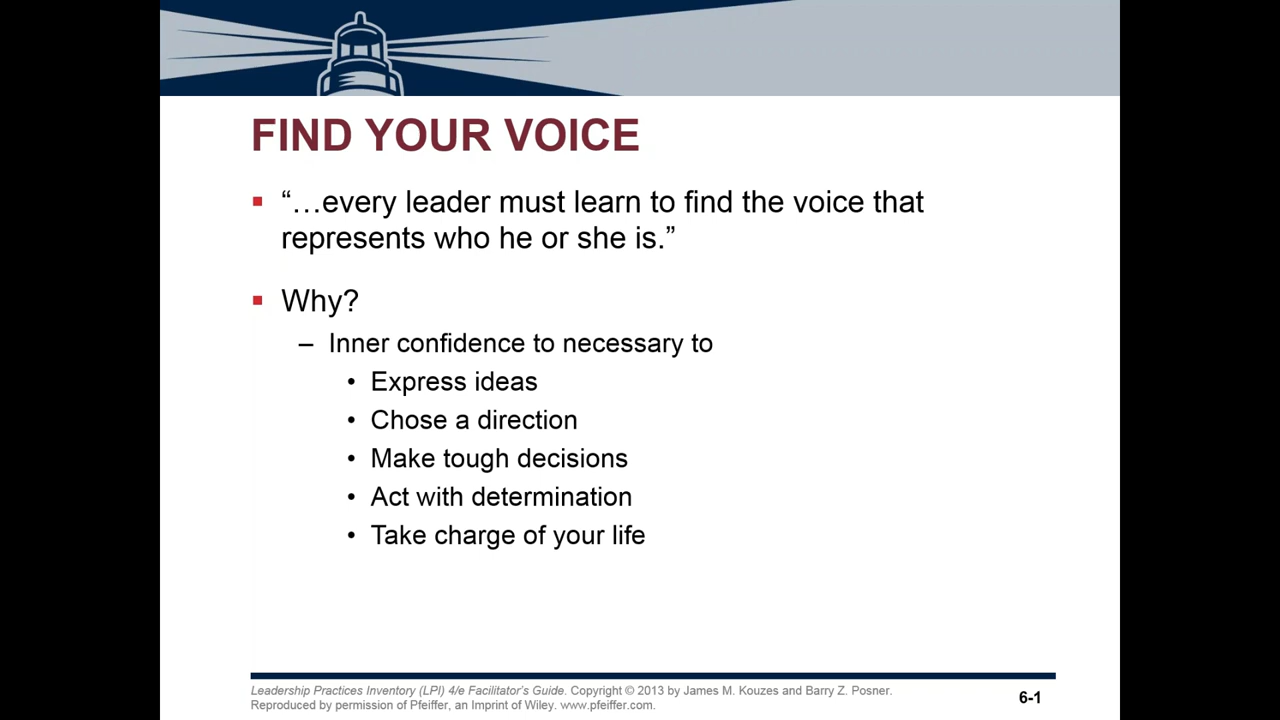 FIND YOUR VOICE
▪ “…every leader must learn to find the voice that
represents who he or she is.”
▪ Why?
– Inner confidence to necessary to
• Express ideas
• Chose a direction
• Make tough decisions
• Act with determination
• Take charge of your life
Leadership Practices Inventory (LPI) 4/e Facilitator’s Guide. Copyright © 2013 by James M. Kouzes and Barry Z. Posner.
Reproduced by permission of Pfeiffer, an Imprint of Wiley. www.pfeiffer.com.
6-1